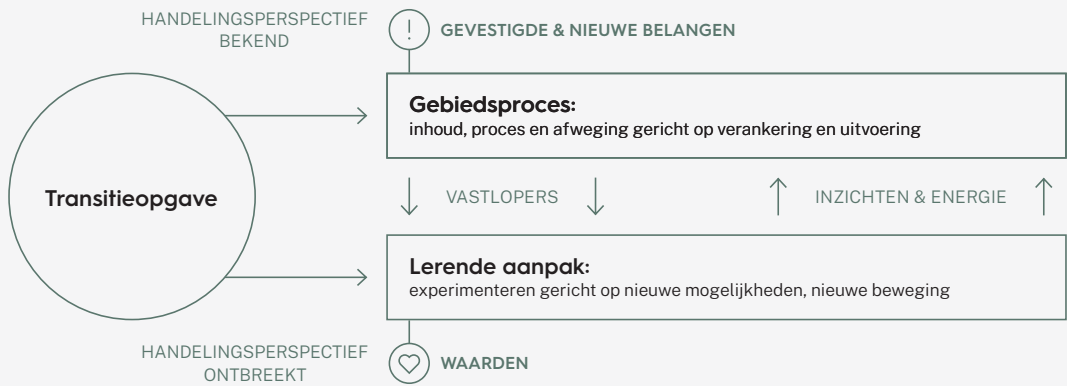 HANDELINGSPERSPECTIEF
BEKEND
! GEVESTIGDE & NIEUWE BELANGEN
Gebiedsproces:
inhoud, proces en afweging gericht op verankering en uitvoering
Transitieopgave
VASTLOPERS
INZICHTEN & ENERGIE
Lerende aanpak:
experimenteren gericht op nieuwe mogelijkheden, nieuwe beweging
HANDELINGSPERSPECTIEF
ONTBREEKT
WAARDEN